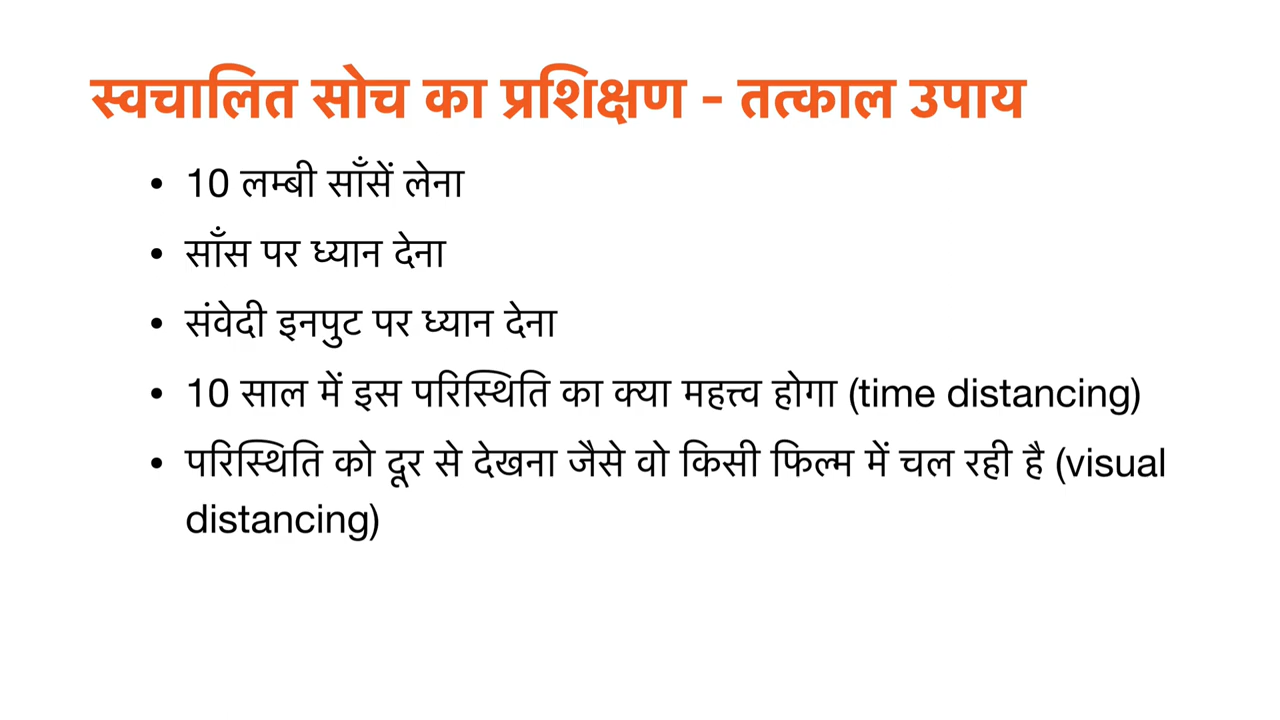 स्वचालित सोच का प्रशिक्षण - तत्काल उपाय
• 10 लम्बी साँसें लेना
• साँस पर ध्यान देना
• संवेदी इनपुट पर ध्यान देना
• 10 साल में इस परिस्थिति का क्या महत्त्व होगा (time distancing)
• परिस्थिति को दूर से देखना जैसे वो किसी फिल्म में चल रही है (visual
distancing)